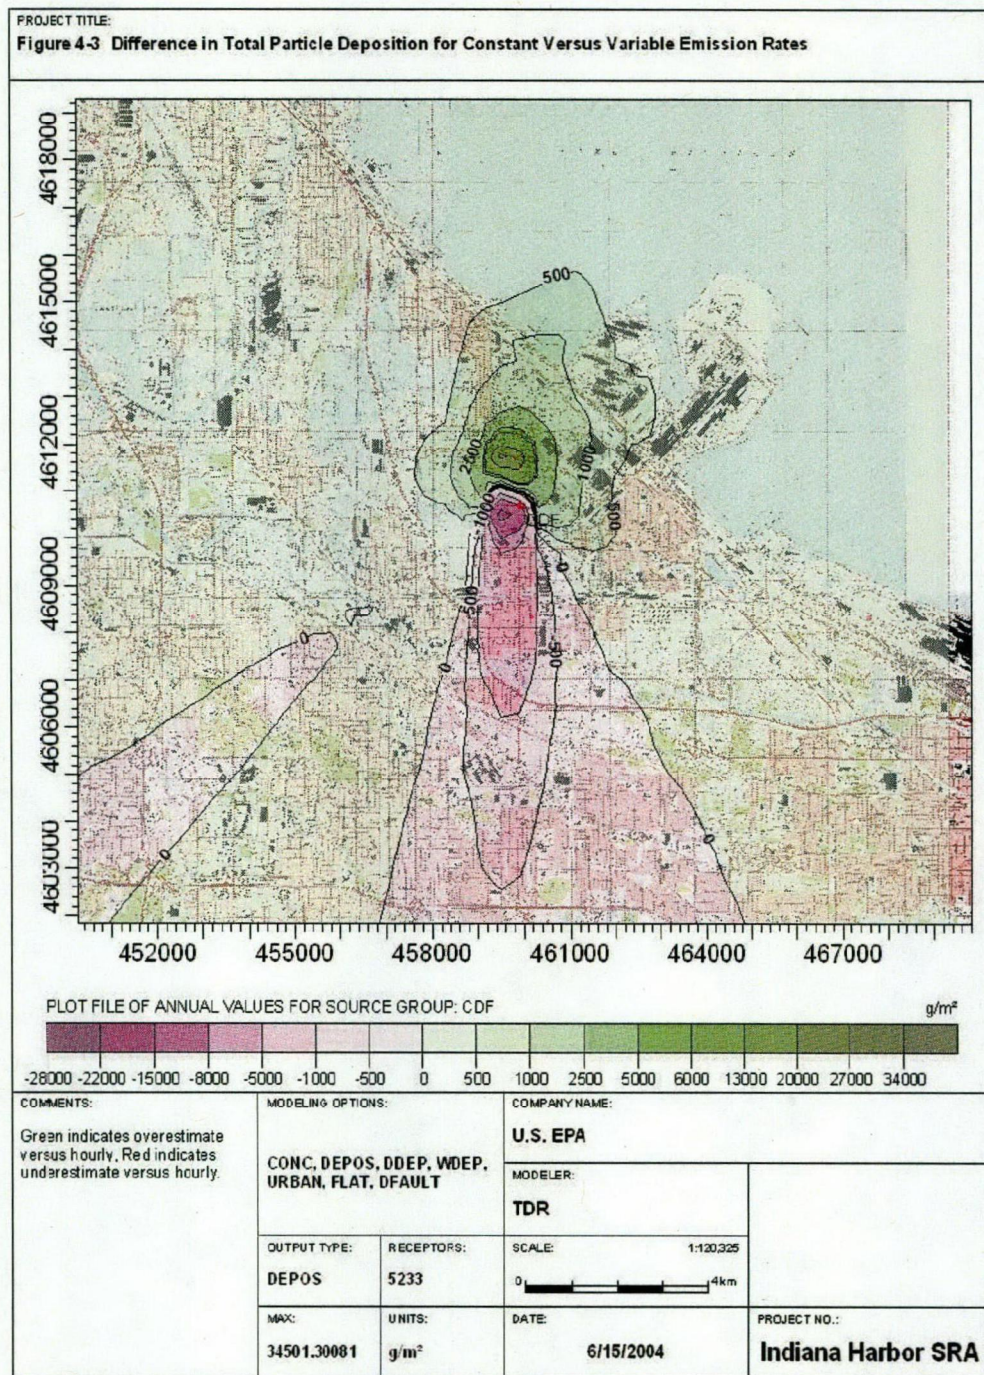 PROJECT TITLE:
Figure 4-3 Difference in Total Particle Deposition for Constant Versus Variable Emission Rates
4618000
4615000
4612000
4609000
4606000
4603000
500
2500
1000
-1000
500
0
-500
500
0
0
0
0
0
452000 455000 458000 461000 464000 467000
PLOT FILE OF ANNUAL VALUES FOR SOURCE GROUP: CDF g/m²
-28000 -22000 -15000 -8000 -5000 -1000 -500 0 500 1000 2500 5000 6000 13000 20000 27000 34000
COMMENTS:
Green indicates overestimate
versus hourly, Red indicates
underestimate versus hourly.
MODELING OPTIONS:
CONC, DEPOS, DDEP, WDEP,
URBAN, FLAT, DFAULT
COMPANY NAME:
U.S. EPA
MODELER:
TDR
OUTPUT TYPE:
DEPOS
RECEPTORS:
5233
SCALE: 1:120,325
0 4km
MAX:
34501.30081
UNITS:
g/m²
DATE:
6/15/2004
PROJECT NO.:
Indiana Harbor SRA